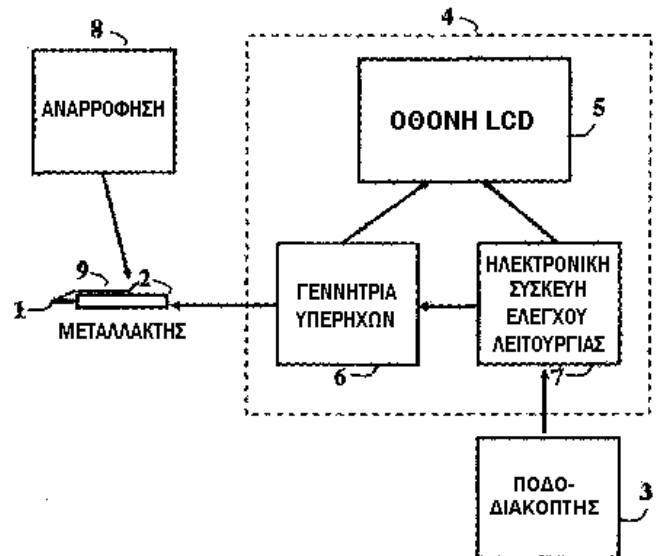 8
4
ΑΝΑΡΡΟΦΗΣΗ
ΟΘΟΝΗ LCD
5
9
2
1
ΜΕΤΑΛΛΑΚΤΗΣ
ΓΕΝΝΗΤΡΙΑ
ΥΠΕΡΗΧΩΝ
6
ΗΛΕΚΤΡΟΝΙΚΗ
ΣΥΣΚΕΥΗ
ΕΛΕΓΧΟΥ
ΛΕΙΤΟΥΡΓΙΑΣ
7
ΠΟΔΟ-
ΔΙΑΚΟΠΤΗΣ
3